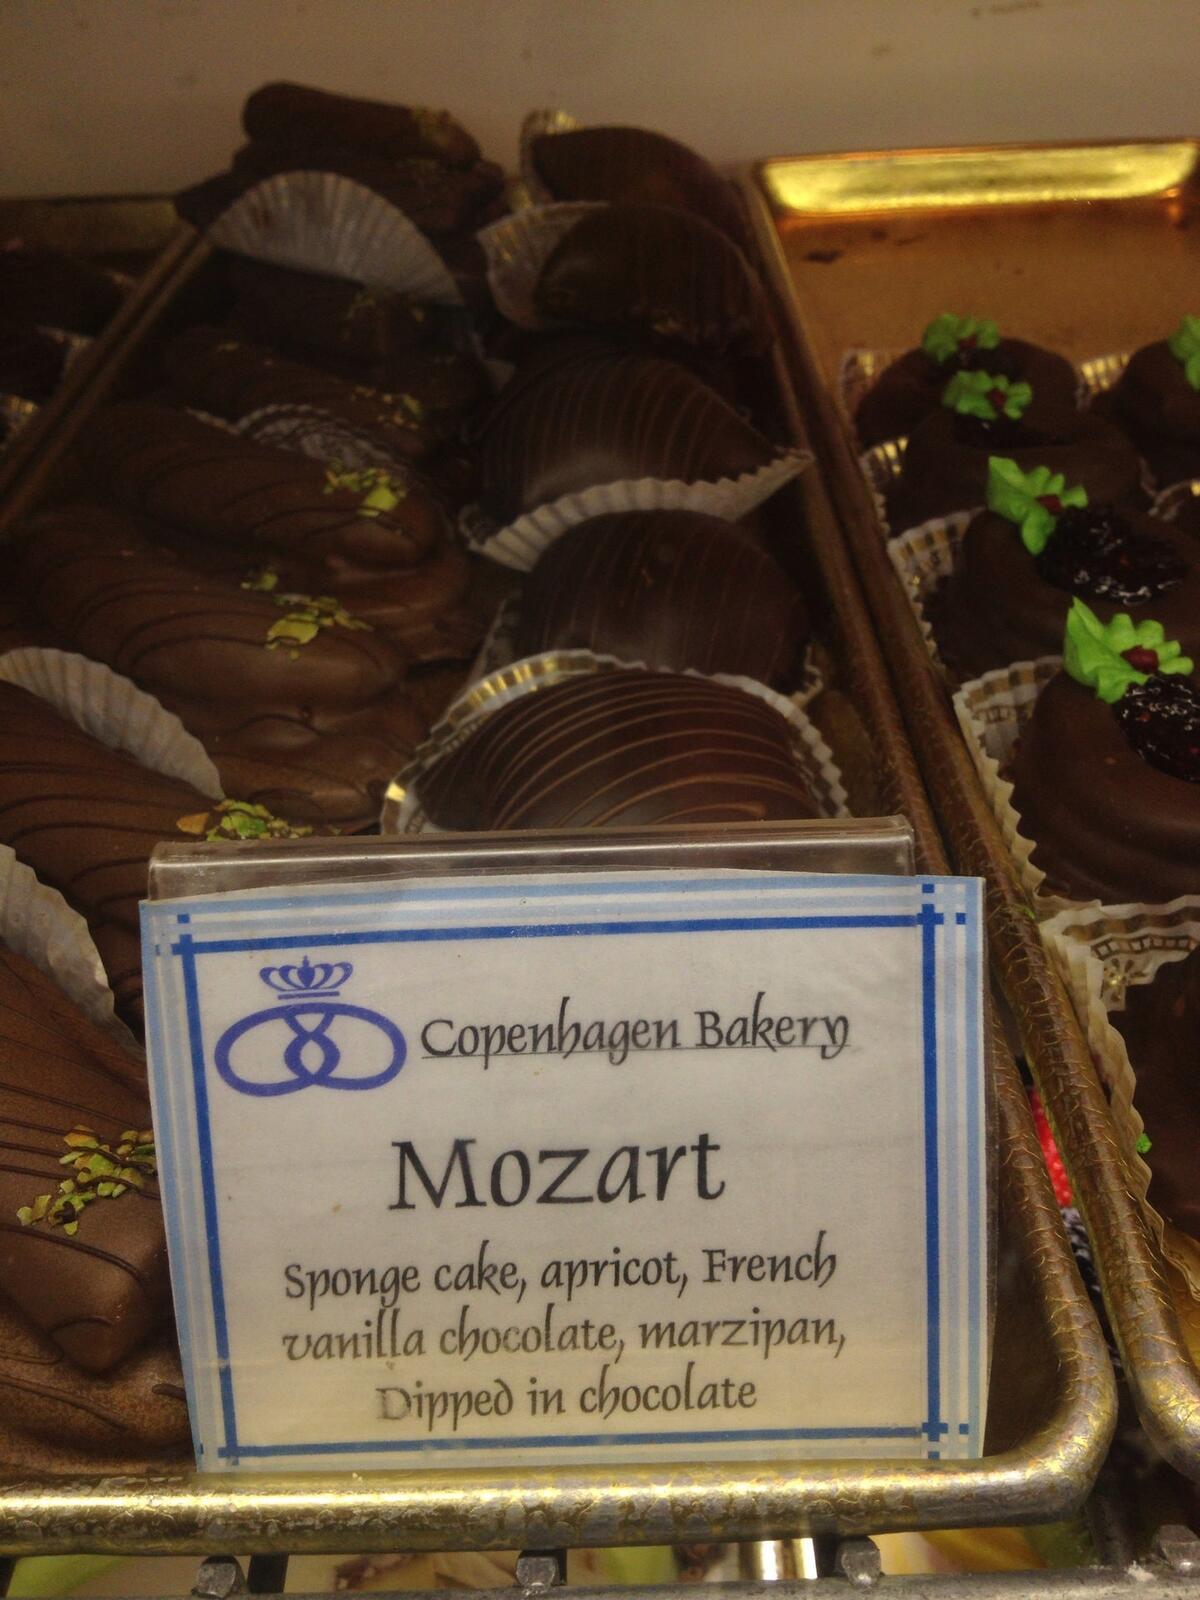 Copenhagen Bakery
Mozart
Sponge cake, apricot, French
vanilla chocolate, marzipan,
Dipped in chocolate